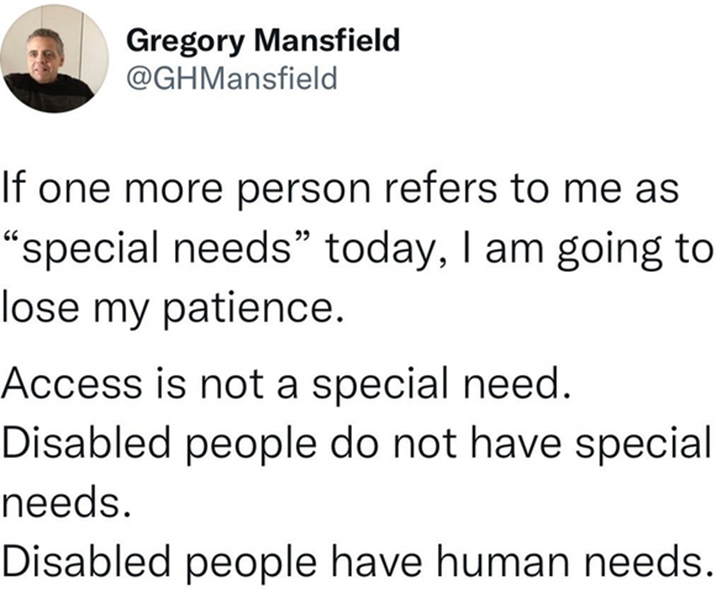 Gregory Mansfield
@GHMansfield
If one more person refers to me as
“special needs” today, I am going to
lose my patience.
Access is not a special need.
Disabled people do not have special
needs.
Disabled people have human needs.